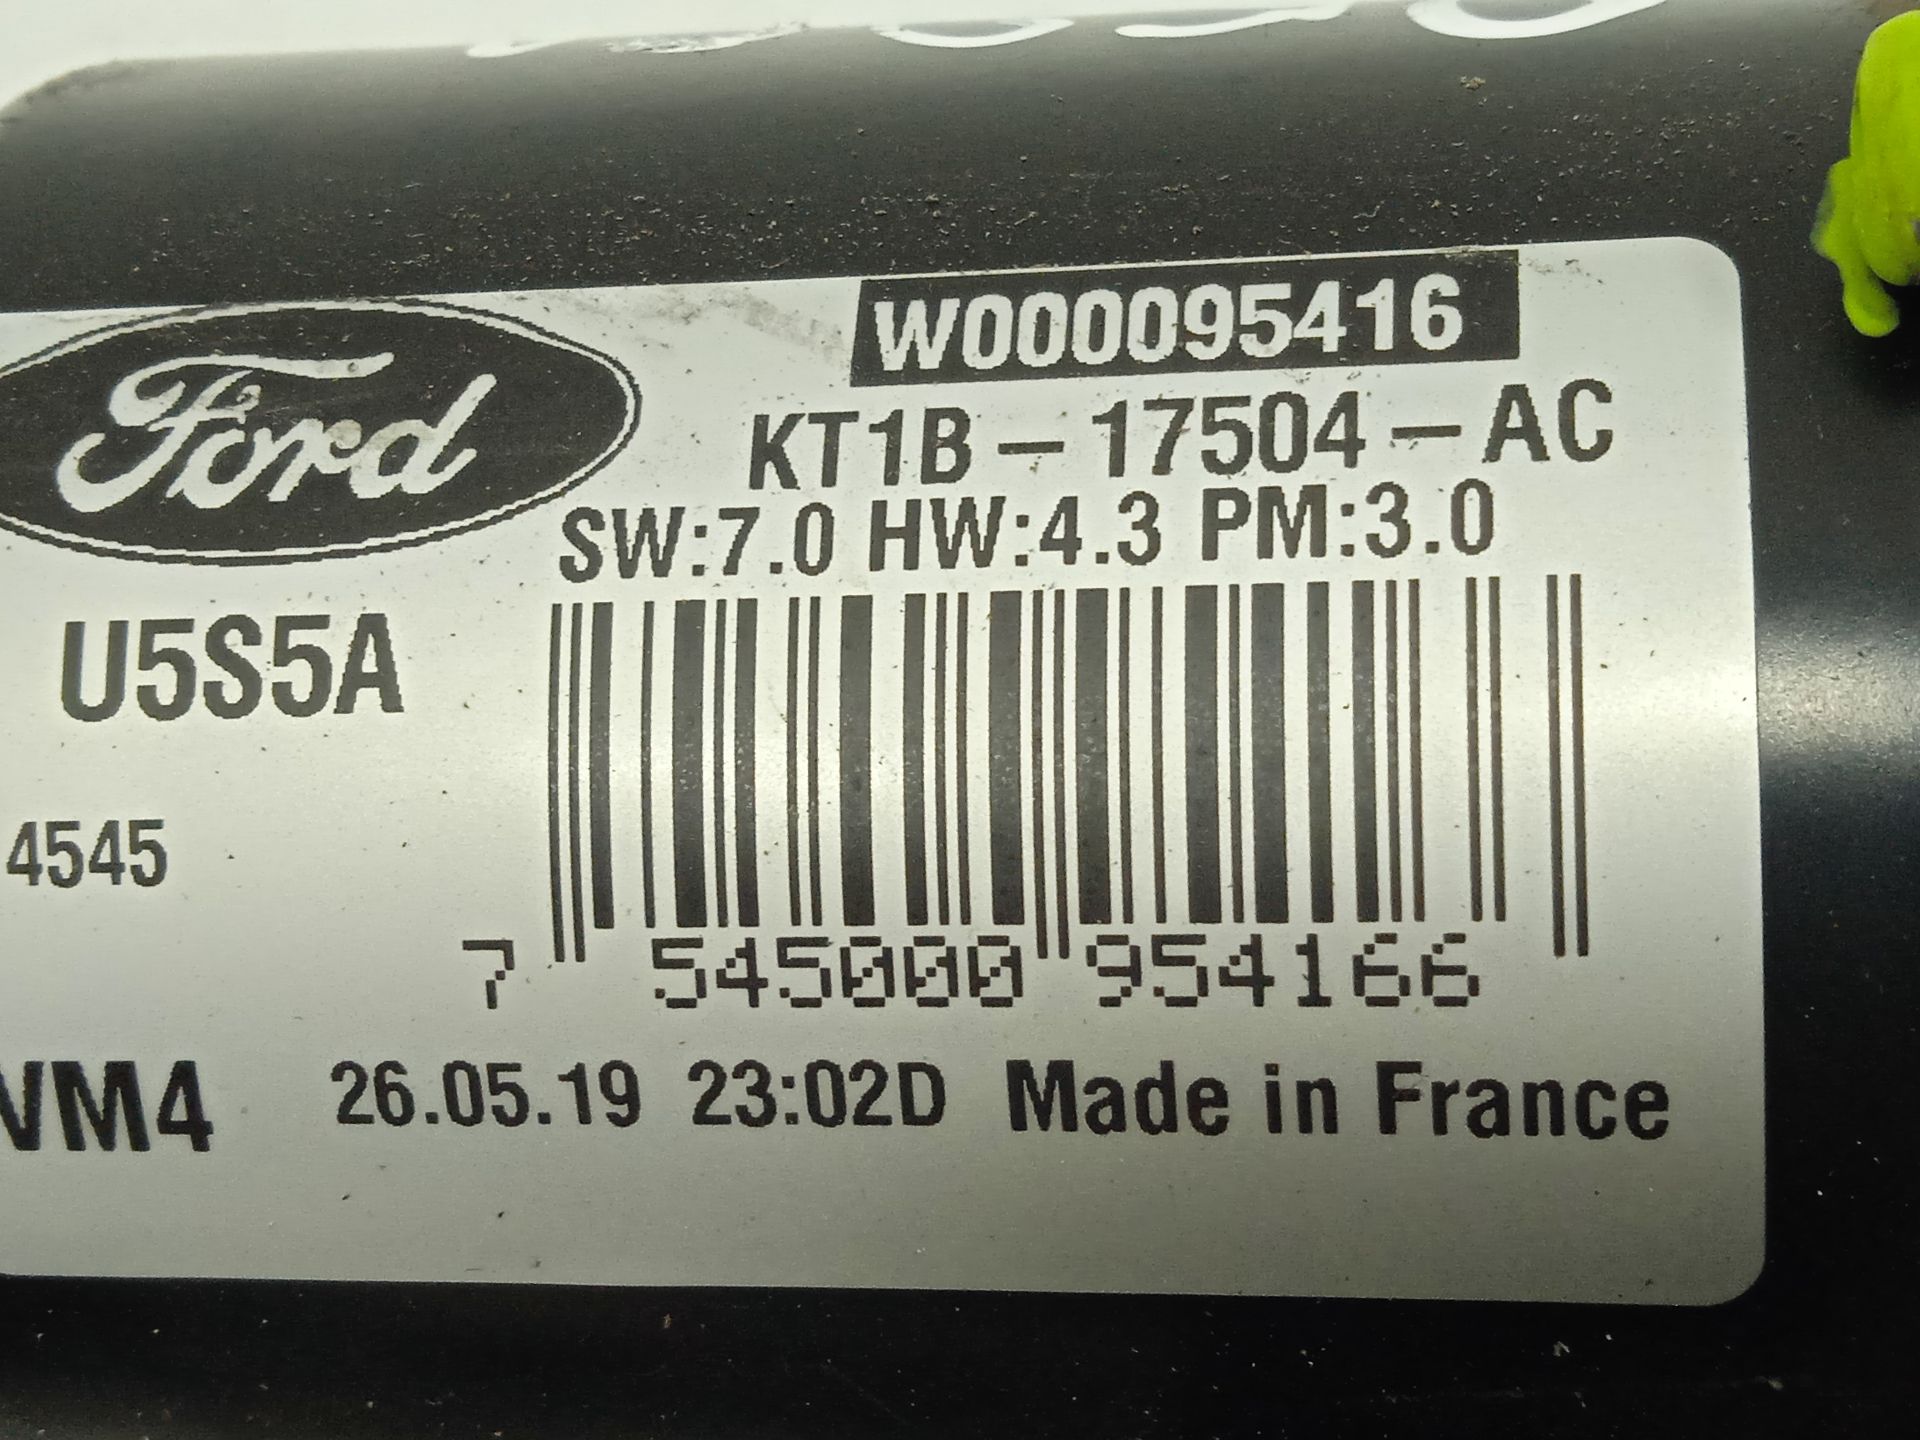 W000095416
Ford
KT1B-17504-AC
SW:7.0 HW:4.3 PM:3.0
U5S5A
4545
7 545000 954166
VM4 26.05.19 23:02D Made in France